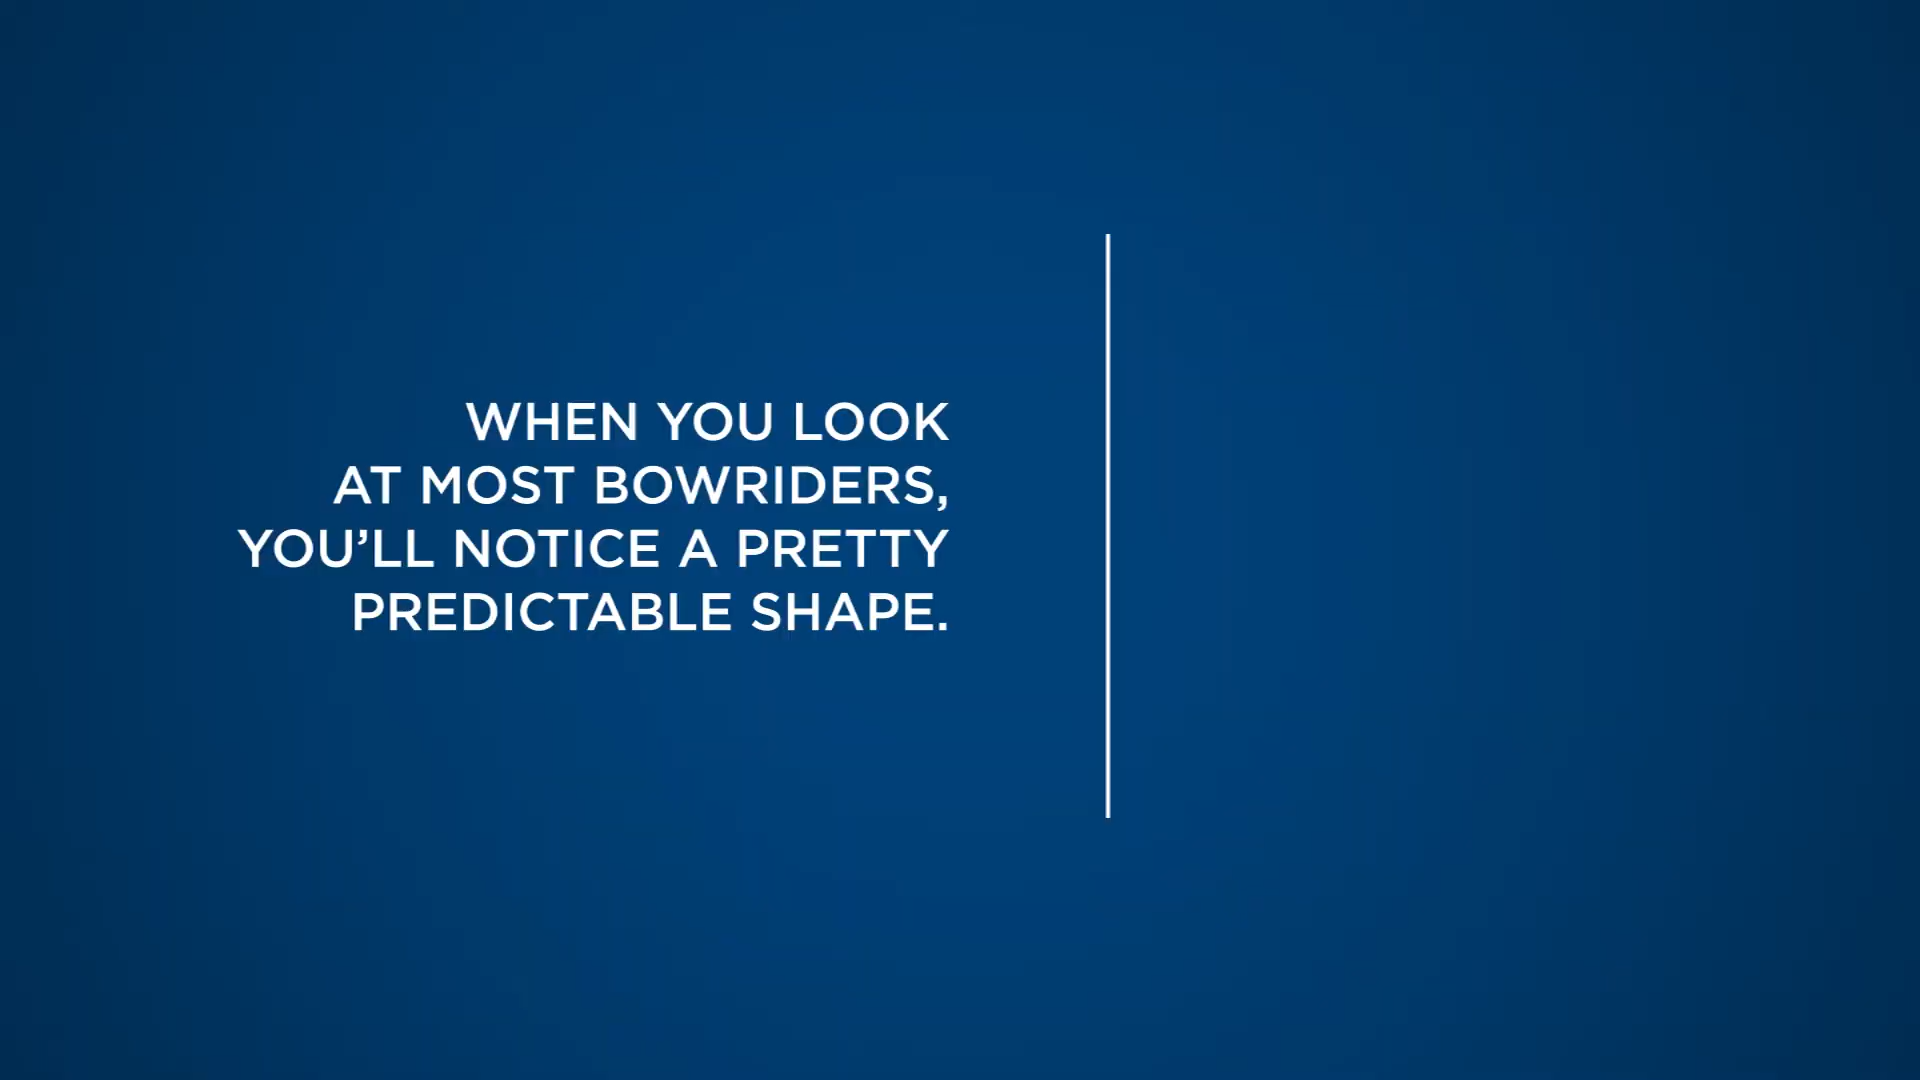 WHEN YOU LOOK
AT MOST BOWRIDERS,
YOU’LL NOTICE A PRETTY
PREDICTABLE SHAPE.